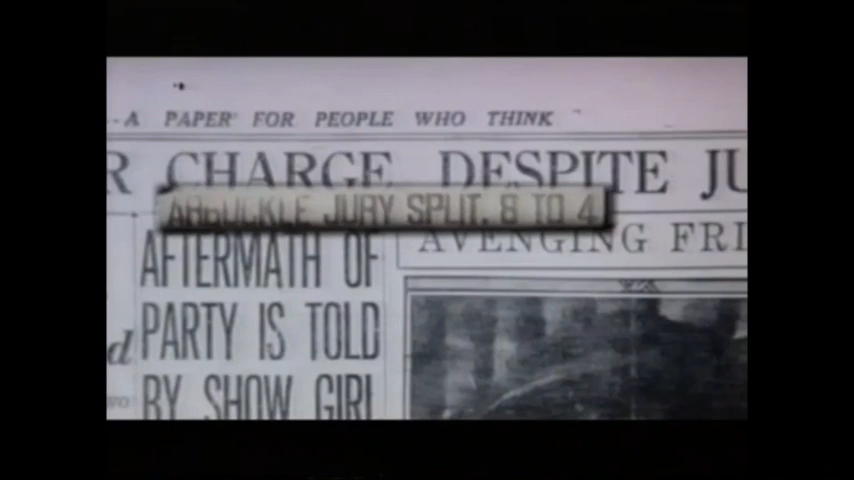 A PAPER FOR PEOPLE WHO THINK
R CHARGE DESPITE JU
ARBUCKLE JURY SPLIT. 8 TO 4
AVENGING FRI
AFTERMATH OF
PARTY IS TOLD
BY SHOW GIRL
d